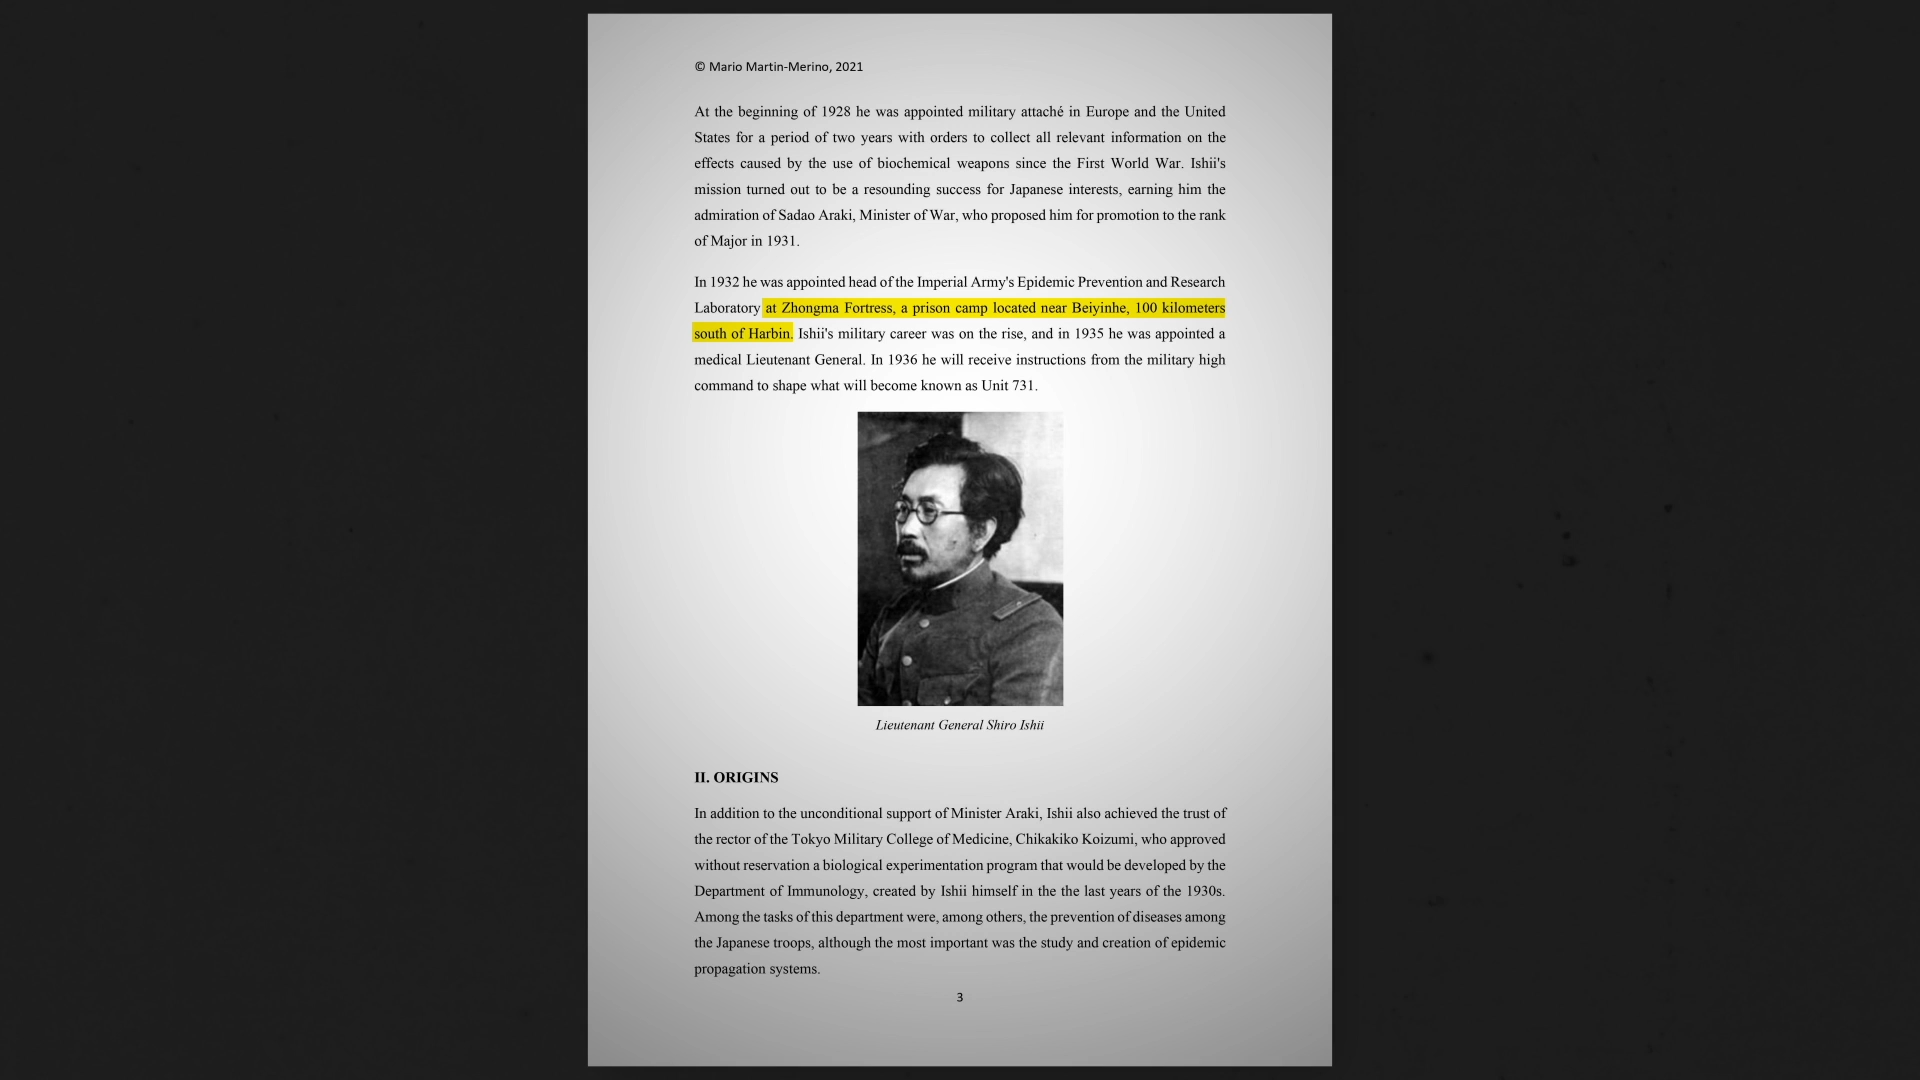 © Mario Martin-Merino, 2021
At the beginning of 1928 he was appointed military attaché in Europe and the United
States for a period of two years with orders to collect all relevant information on the
effects caused by the use of biochemical weapons since the First World War. Ishii's
mission turned out to be a resounding success for Japanese interests, earning him the
admiration of Sadao Araki, Minister of War, who proposed him for promotion to the rank
of Major in 1931.
In 1932 he was appointed head of the Imperial Army's Epidemic Prevention and Research
Laboratory at Zhongma Fortress, a prison camp located near Beiyinhe, 100 kilometers
south of Harbin. Ishii's military career was on the rise, and in 1935 he was appointed a
medical Lieutenant General. In 1936 he will receive instructions from the military high
command to shape what will become known as Unit 731.
Lieutenant General Shiro Ishii
II. ORIGINS
In addition to the unconditional support of Minister Araki, Ishii also achieved the trust of
the rector of the Tokyo Military College of Medicine, Chikakiko Koizumi, who approved
without reservation a biological experimentation program that would be developed by the
Department of Immunology, created by Ishii himself in the the last years of the 1930s.
Among the tasks of this department were, among others, the prevention of diseases among
the Japanese troops, although the most important was the study and creation of epidemic
propagation systems.
3